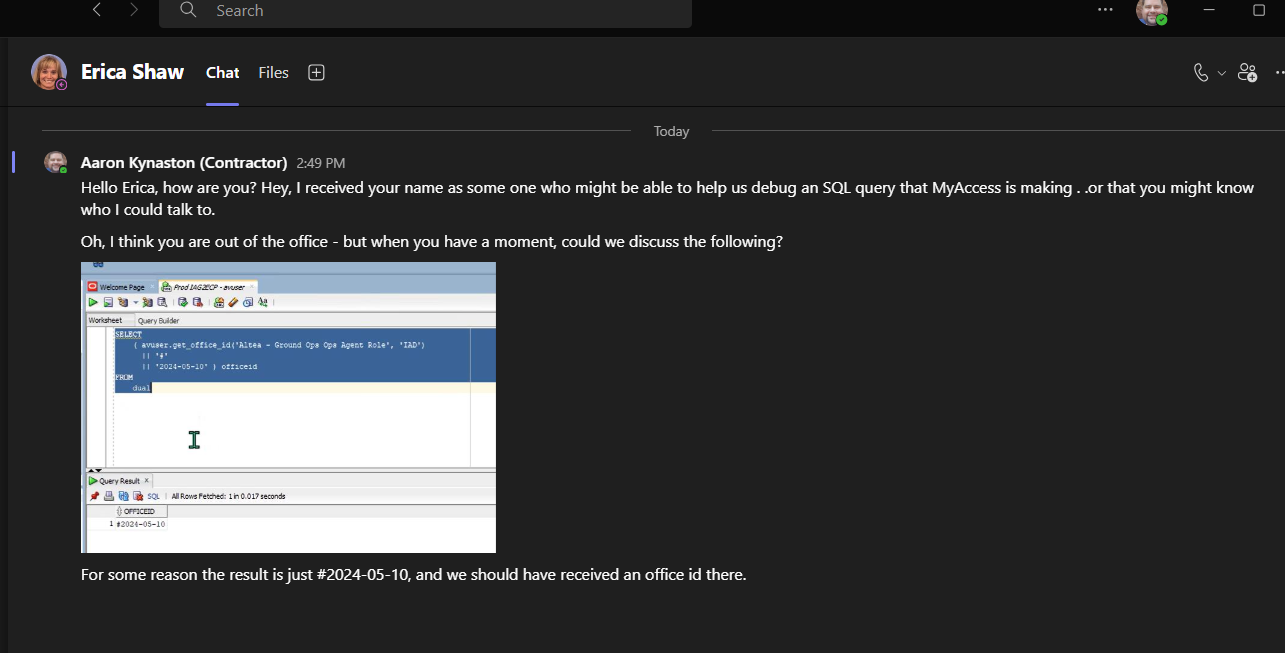 Search
Erica Shaw Chat Files
Today
Aaron Kynaston (Contractor) 2:49 PM
Hello Erica, how are you? Hey, I received your name as some one who might be able to help us debug an SQL query that MyAccess is making . .or that you might know
who I could talk to.
Oh, I think you are out of the office - but when you have a moment, could we discuss the following?
Welcome Page Prod IAG2ECP - avuser
Worksheet Query Builder
SELECT
( avuser.get_office_id('Altea - Ground Ops Ops Agent Role', 'IAD')
|| '#'
|| '2024-05-10' ) officeid
FROM
dual
Query Result
SQL | All Rows Fetched: 1 in 0.017 seconds
OFFICEID
1 #2024-05-10
For some reason the result is just #2024-05-10, and we should have received an office id there.